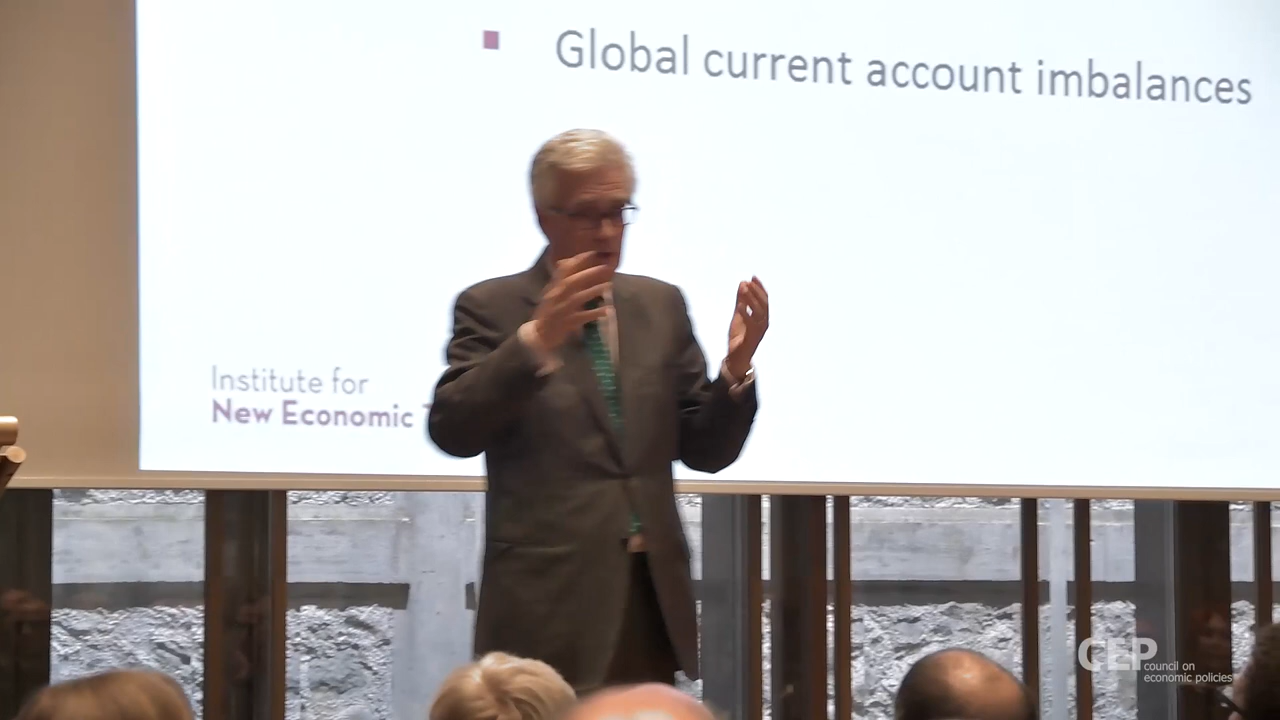 Global current account imbalances
Institute for
New Economic
CEP council on
economic policies